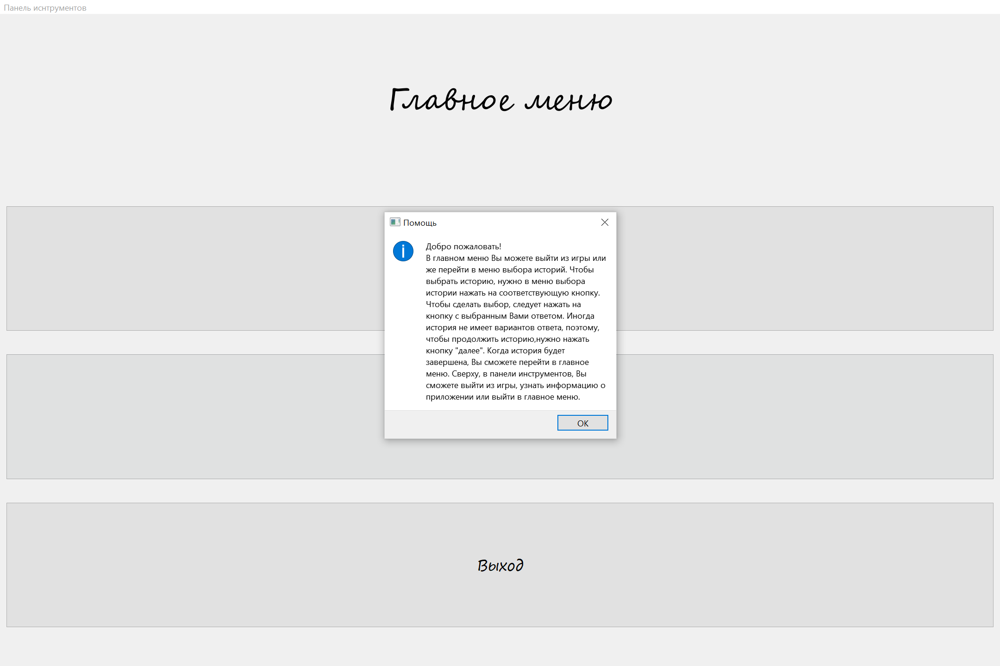 Панель иснтрументов
Главное меню
Помощь
Добро пожаловать!
В главном меню Вы можете выйти из игры или
же перейти в меню выбора историй. Чтобы
выбрать историю, нужно в меню выбора
истории нажать на соответствующую кнопку.
Чтобы сделать выбор, следует нажать на
кнопку с выбранным Вами ответом. Иногда
история не имеет вариантов ответа, поэтому,
чтобы продолжить историю,нужно нажать
кнопку "далее". Когда история будет
завершена, Вы сможете перейти в главное
меню. Сверху, в панели инструментов, Вы
сможете выйти из игры, узнать информацию о
приложении или выйти в главное меню.
ОК
Выход